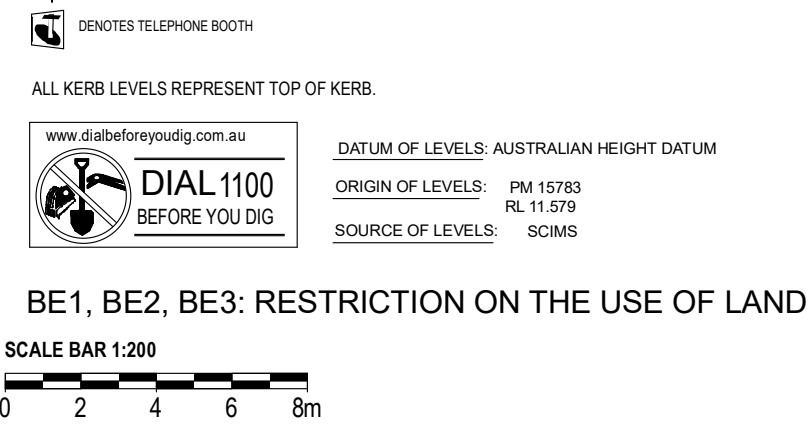 DENOTES TELEPHONE BOOTH
ALL KERB LEVELS REPRESENT TOP OF KERB.
www.dialbeforeyoudig.com.au
DIAL 1100
BEFORE YOU DIG
DATUM OF LEVELS: AUSTRALIAN HEIGHT DATUM
ORIGIN OF LEVELS: PM 15783
RL 11.579
SOURCE OF LEVELS: SCIMS
BE1, BE2, BE3: RESTRICTION ON THE USE OF LAND
SCALE BAR 1:200
0 2 4 6 8m